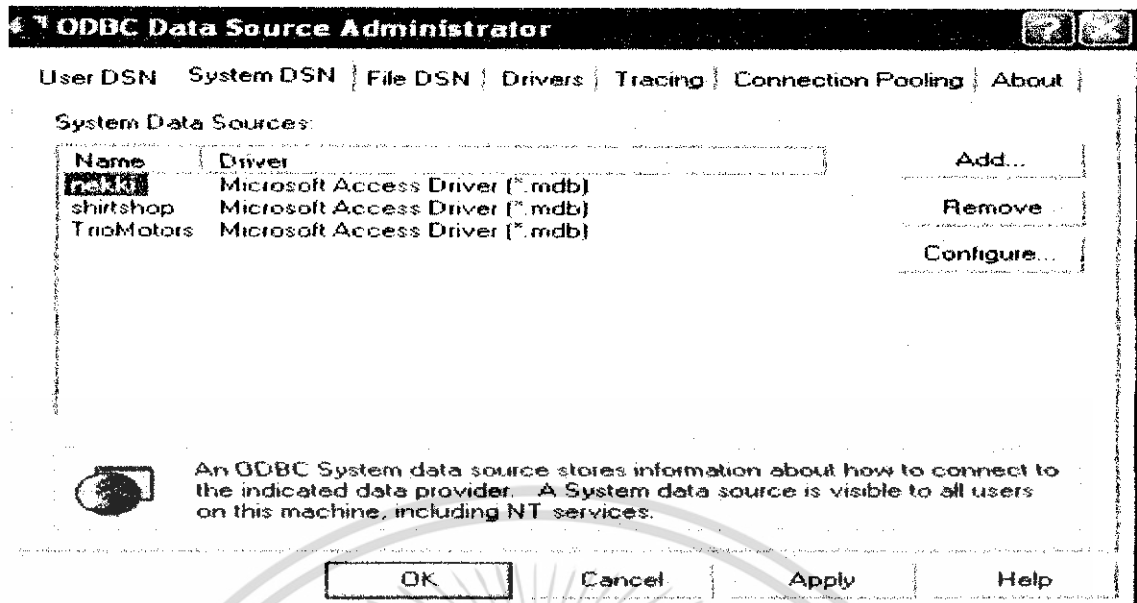 ODBC Data Source Administrator
User DSN System DSN File DSN Drivers Tracing Connection Pooling About
System Data Sources:
Name Driver Add...
nekki Microsoft Access Driver (*.mdb)
shirtshop Microsoft Access Driver (*.mdb) Remove
TrioMotors Microsoft Access Driver (*.mdb)
Configure...
An ODBC System data source stores information about how to connect to
the indicated data provider. A System data source is visible to all users
on this machine, including NT services.
OK Cancel Apply Help